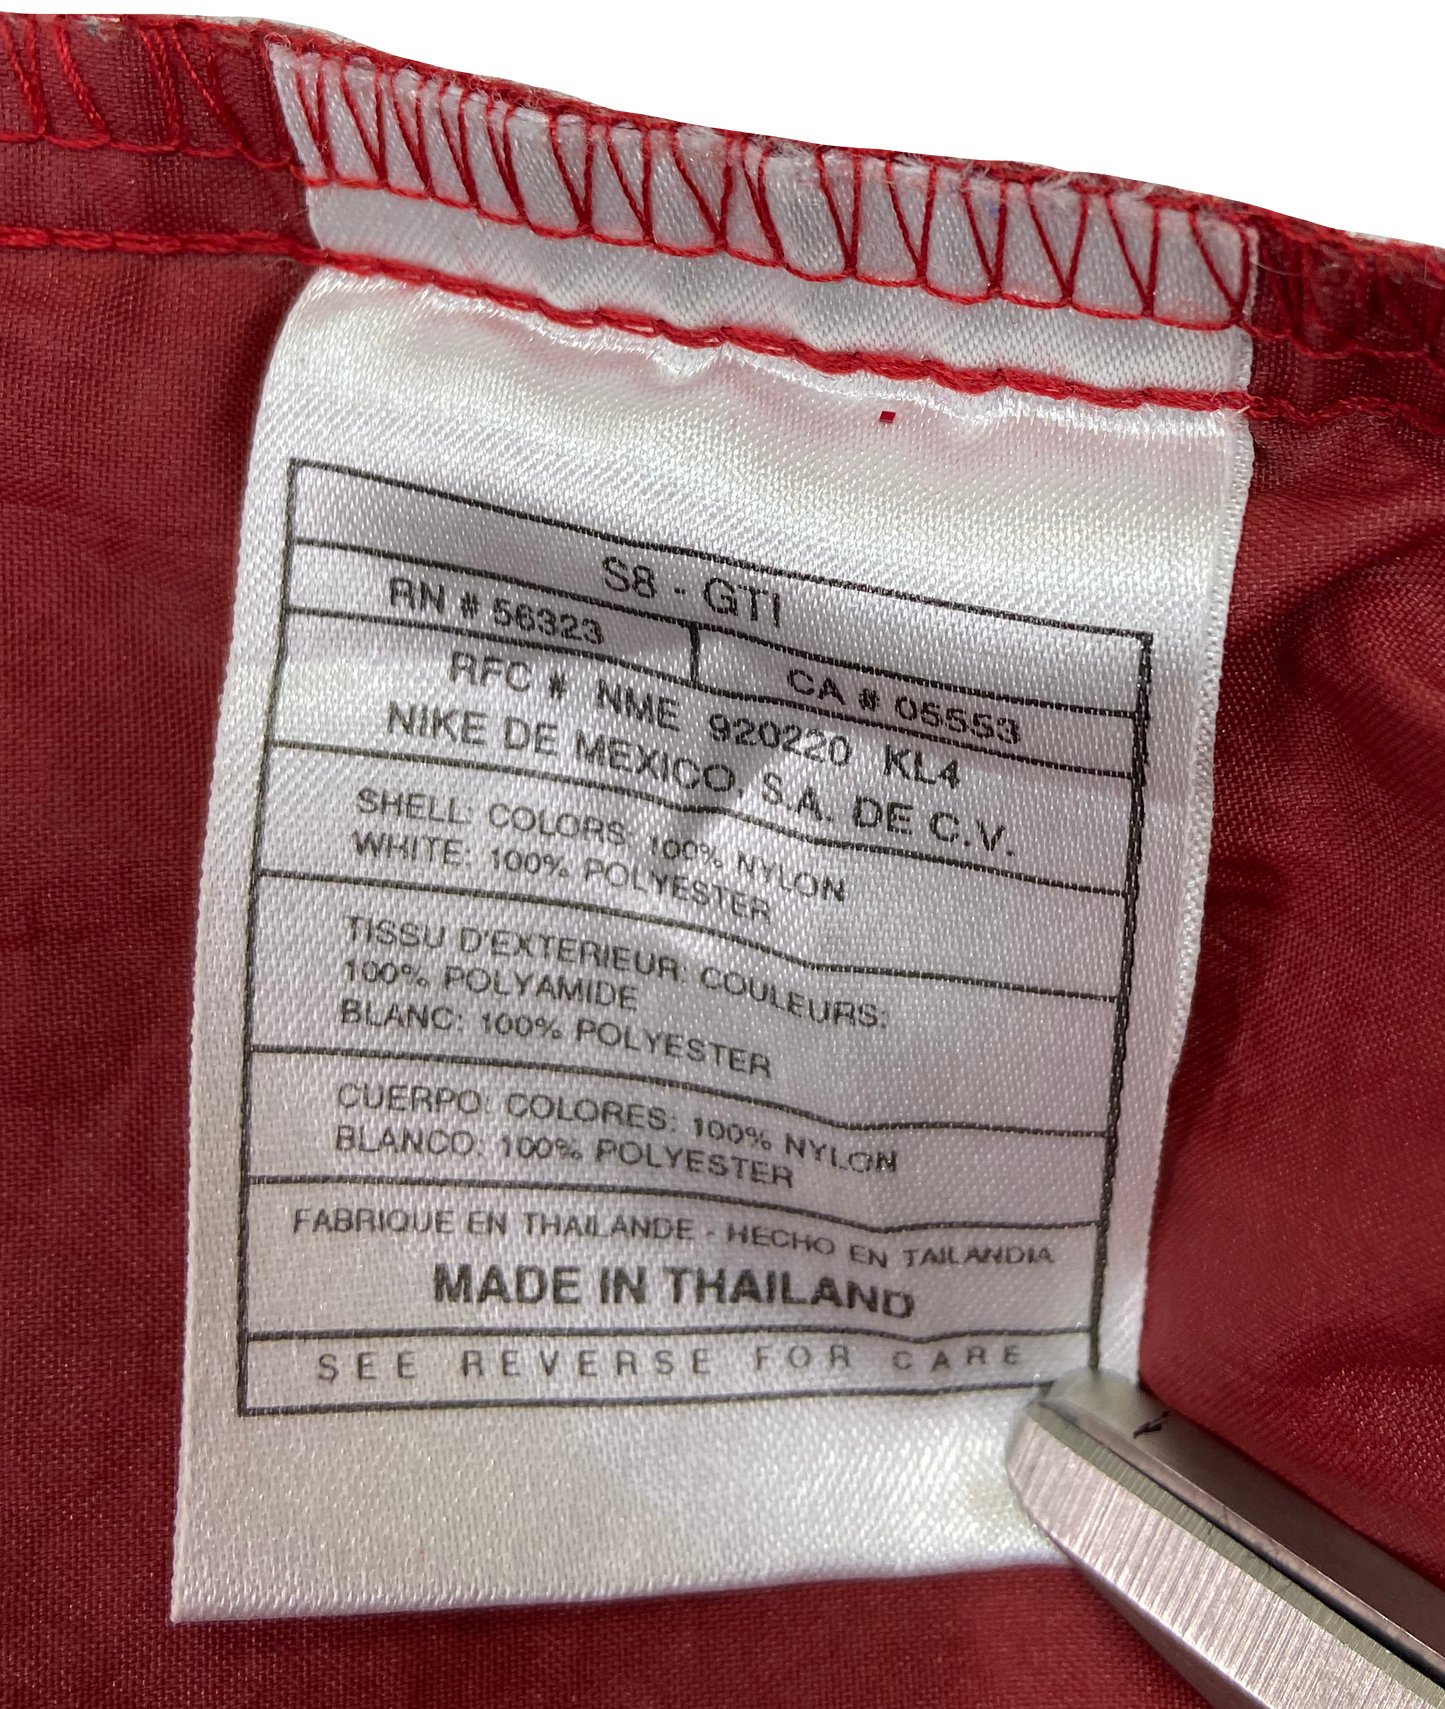 S8 - GTI
RN # 56323
CA # 05553
RFC # NME 920220 KL4
NIKE DE MEXICO, S.A. DE C.V.
SHELL: COLORS: 100% NYLON
WHITE: 100% POLYESTER
TISSU D'EXTERIEUR: COULEURS:
100% POLYAMIDE
BLANC: 100% POLYESTER
CUERPO: COLORES: 100% NYLON
BLANCO: 100% POLYESTER
FABRIQUE EN THAILANDE - HECHO EN TAILANDIA
MADE IN THAILAND
SEE REVERSE FOR CARE